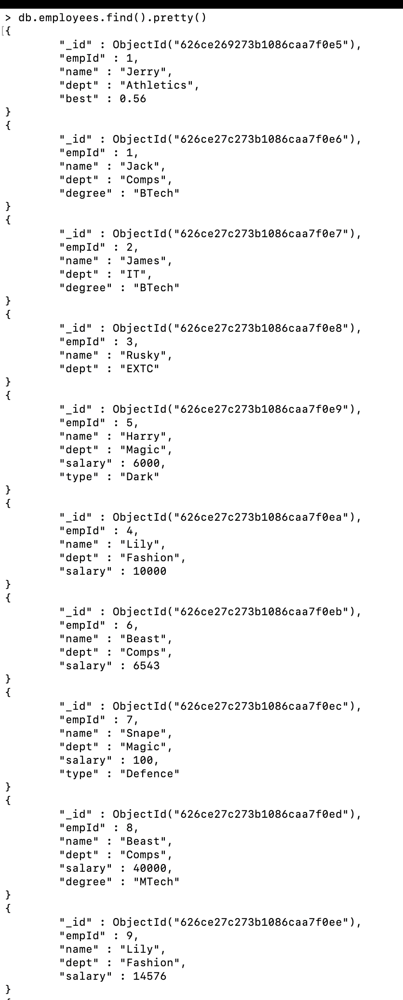 > db.employees.find().pretty()
[{
"_id" : ObjectId("626ce269273b1086caa7f0e5"),
"empId" : 1,
"name" : "Jerry",
"dept" : "Athletics",
"best" : 0.56
}
{
"_id" : ObjectId("626ce27c273b1086caa7f0e6"),
"empId" : 1,
"name" : "Jack",
"dept" : "Comps",
"degree" : "BTech"
}
{
"_id" : ObjectId("626ce27c273b1086caa7f0e7"),
"empId" : 2,
"name" : "James",
"dept" : "IT",
"degree" : "BTech"
}
{
"_id" : ObjectId("626ce27c273b1086caa7f0e8"),
"empId" : 3,
"name" : "Rusky",
"dept" : "EXTC"
}
{
"_id" : ObjectId("626ce27c273b1086caa7f0e9"),
"empId" : 5,
"name" : "Harry",
"dept" : "Magic",
"salary" : 6000,
"type" : "Dark"
}
{
"_id" : ObjectId("626ce27c273b1086caa7f0ea"),
"empId" : 4,
"name" : "Lily",
"dept" : "Fashion",
"salary" : 10000
}
{
"_id" : ObjectId("626ce27c273b1086caa7f0eb"),
"empId" : 6,
"name" : "Beast",
"dept" : "Comps",
"salary" : 6543
}
{
"_id" : ObjectId("626ce27c273b1086caa7f0ec"),
"empId" : 7,
"name" : "Snape",
"dept" : "Magic",
"salary" : 100,
"type" : "Defence"
}
{
"_id" : ObjectId("626ce27c273b1086caa7f0ed"),
"empId" : 8,
"name" : "Beast",
"dept" : "Comps",
"salary" : 40000,
"degree" : "MTech"
}
{
"_id" : ObjectId("626ce27c273b1086caa7f0ee"),
"empId" : 9,
"name" : "Lily",
"dept" : "Fashion",
"salary" : 14576
}